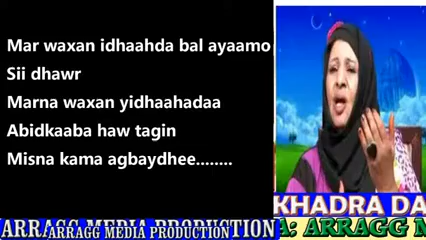 Mar waxan idhaahda bal ayaamo
Sii dhawr
Marna waxan yidhaahadaa
Abidkaaba haw tagin
Misna kama agbaydhee........
KHADRA DA
ARRAGG MEDIA PRODUCTION
ARRAGG MEDIA PRODUCTION
A: ARRAGG M